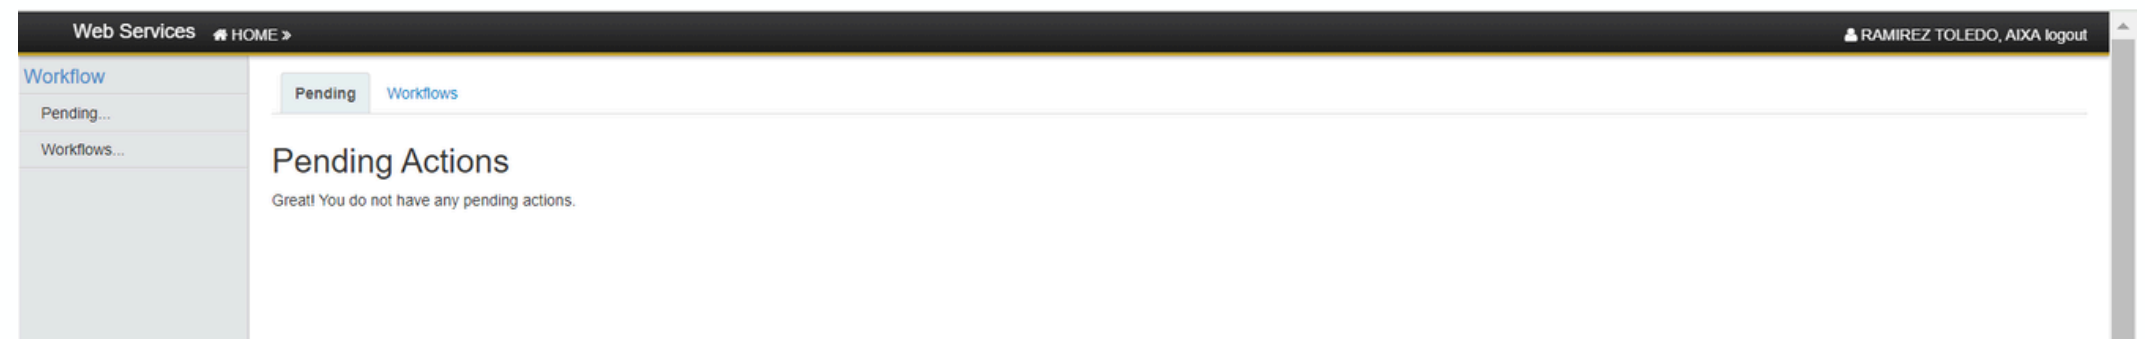 Web Services HOME » RAMIREZ TOLEDO, AIXA logout
Workflow
Pending...
Workflows...
Pending Workflows
Pending Actions
Great! You do not have any pending actions.